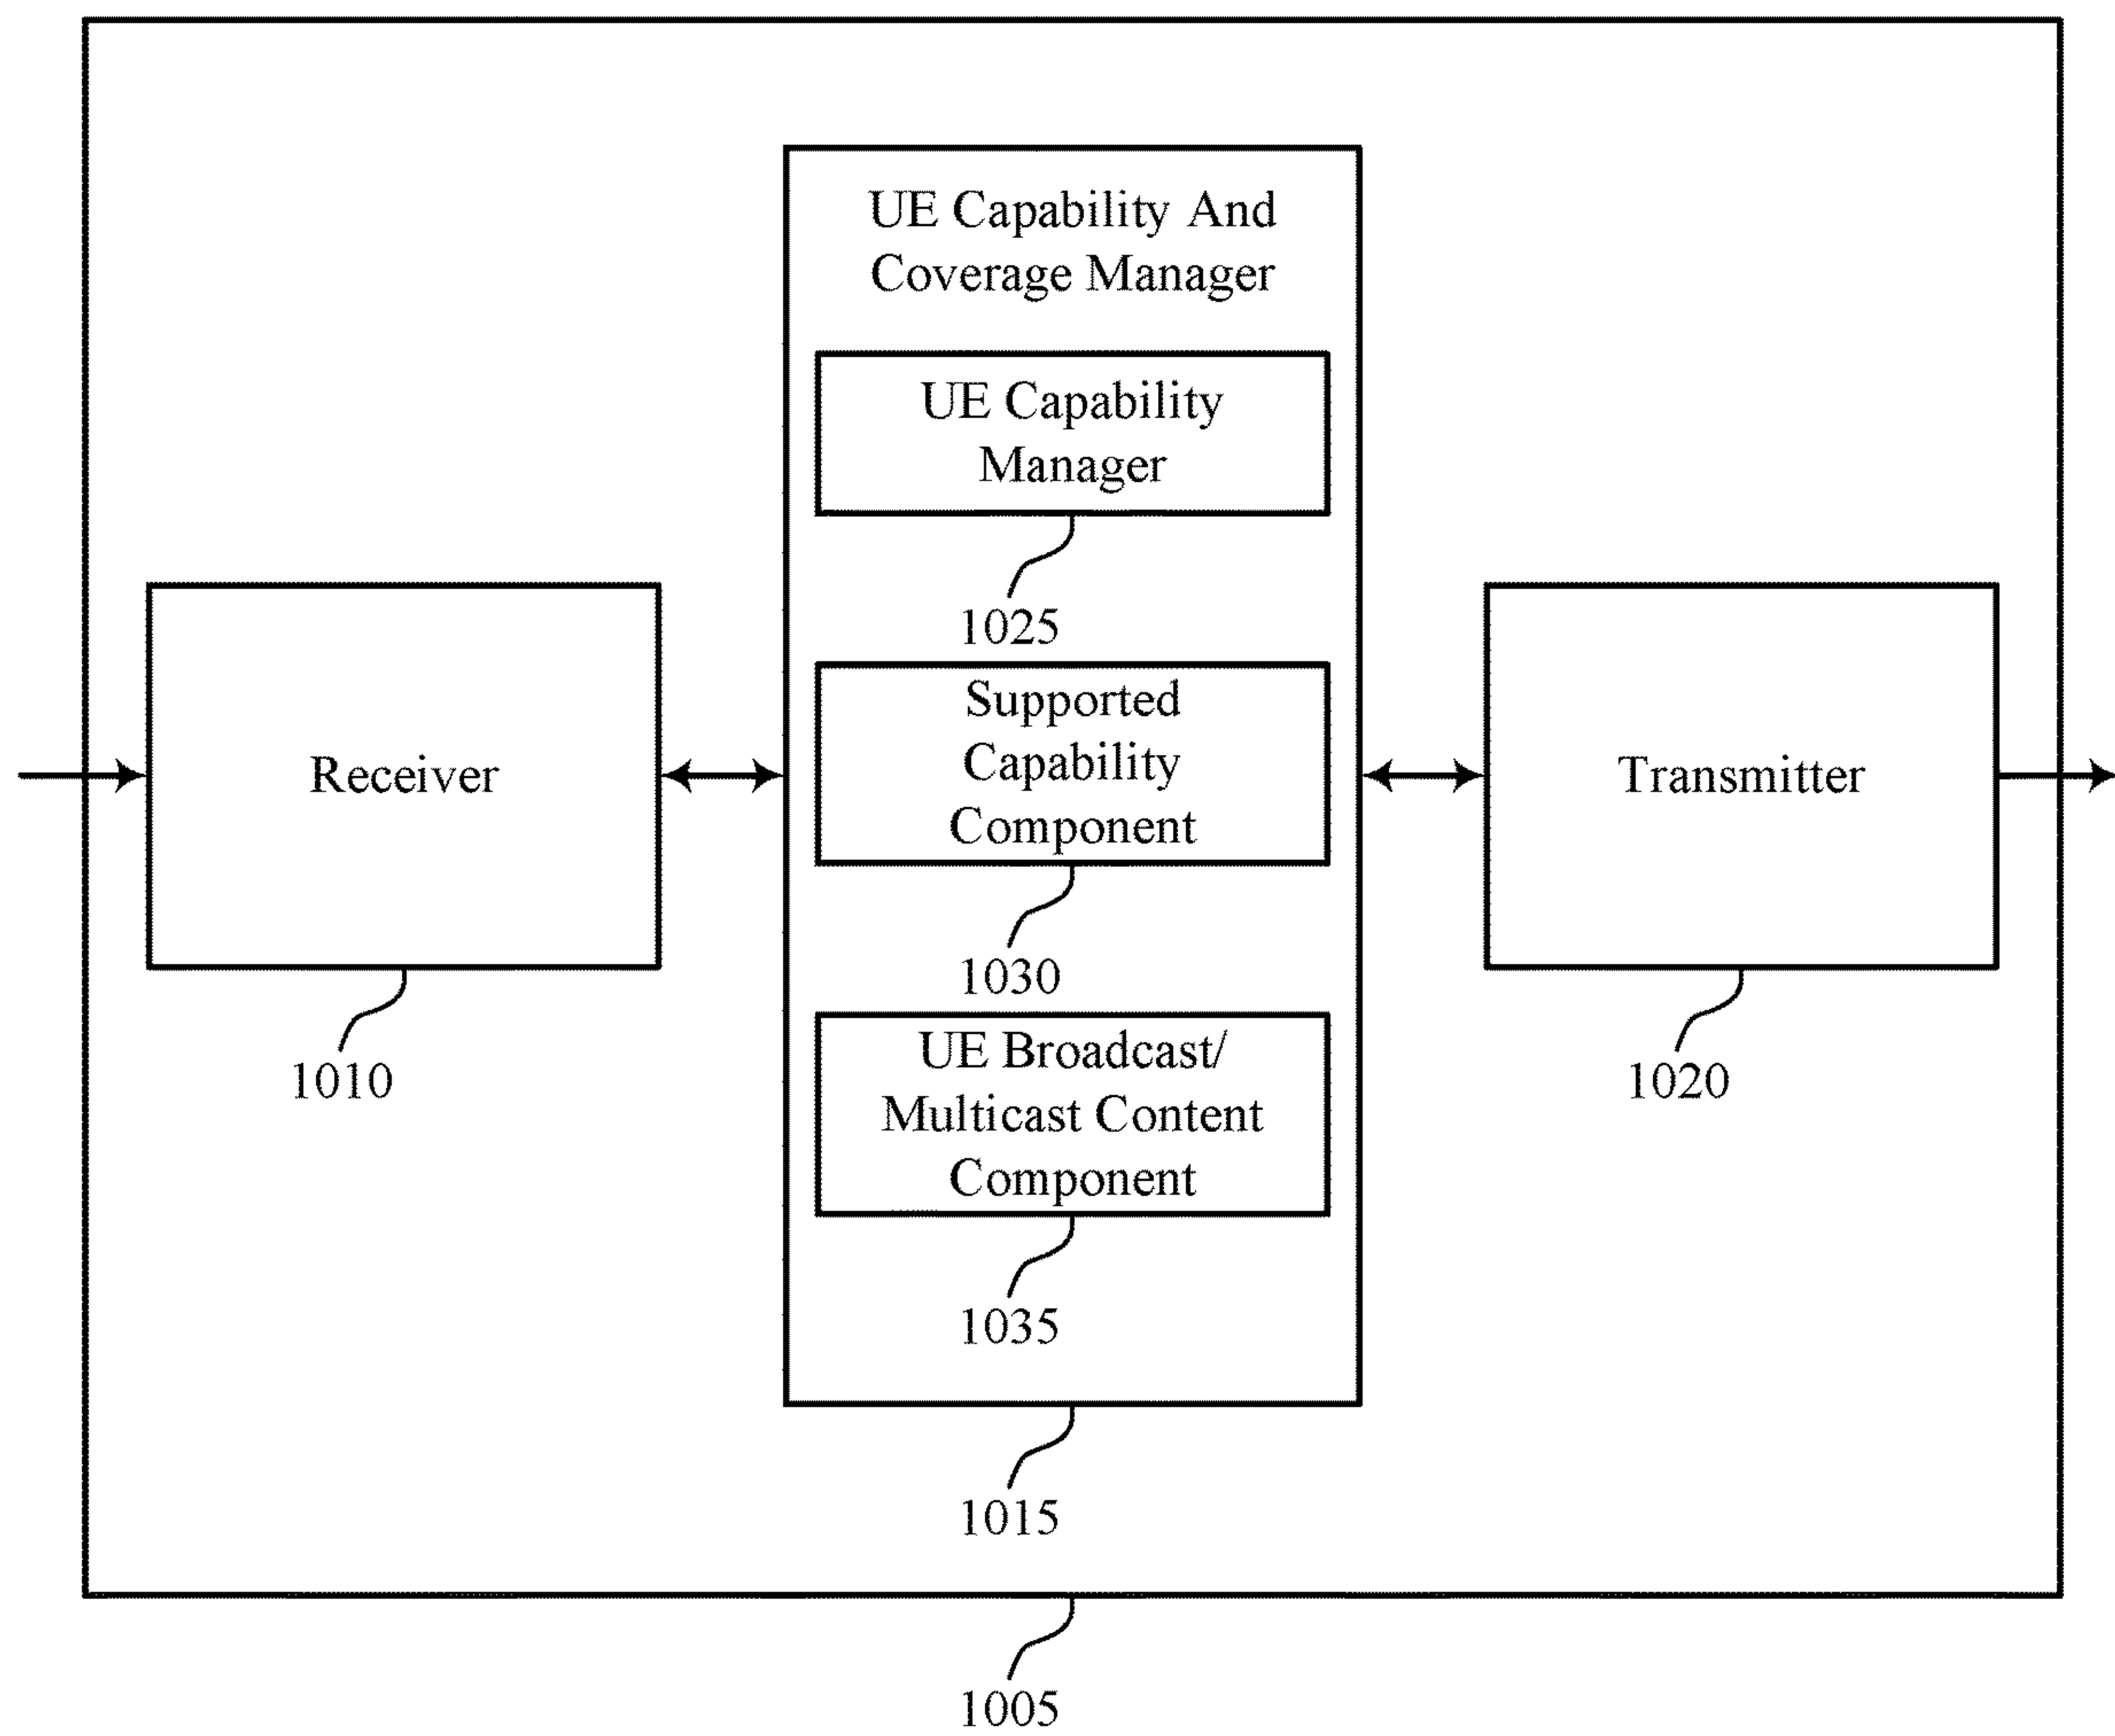 UE Capability And
Coverage Manager
UE Capability
Manager
1025
Receiver
1010
Supported
Capability
Component
1030
Transmitter
1020
UE Broadcast/
Multicast Content
Component
1035
1015
1005